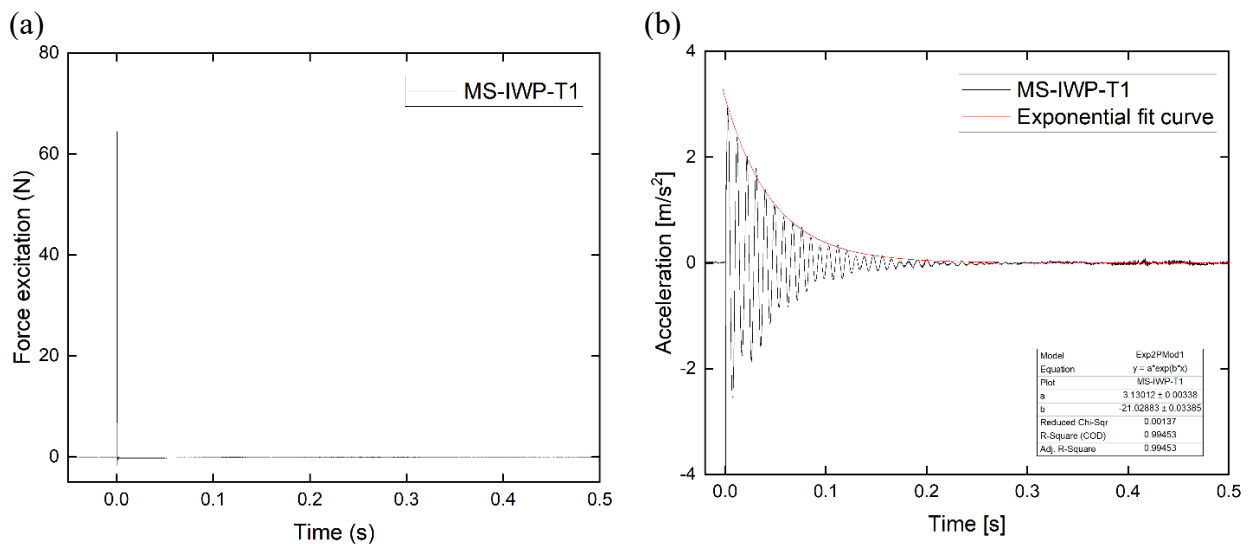 (a)
80
60
40
20
0
Force excitation (N)
MS-IWP-T1
0.0 0.1 0.2 0.3 0.4 0.5
Time (s)
(b)
4
2
0
-2
-4
Acceleration [m/s²]
MS-IWP-T1
Exponential fit curve
Model Exp2PMod1
Equation y = a*exp(b*x)
Plot MS-IWP-T1
a 3.13012 ± 0.00338
b -21.02883 ± 0.03385
Reduced Chi-Sqr 0.00137
R-Square (COD) 0.99453
Adj. R-Square 0.99453
0.0 0.1 0.2 0.3 0.4 0.5
Time [s]